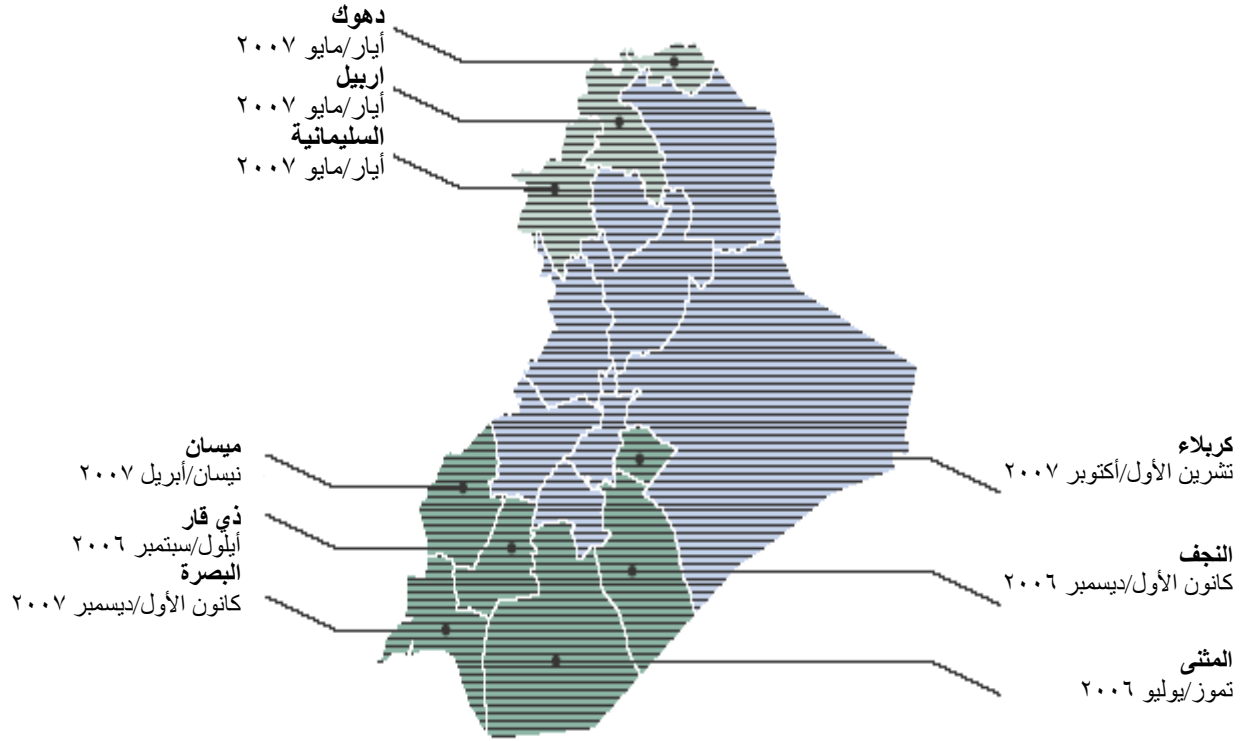 دهوك
أيار/مايو ٢٠٠٧
اربيل
أيار/مايو ٢٠٠٧
السليمانية
أيار/مايو ٢٠٠٧
كربلاء
تشرين الأول/أكتوبر ٢٠٠٧
النجف
كانون الأول/ديسمبر ٢٠٠٦
المثنى
تموز/يوليو ٢٠٠٦
ميسان
نيسان/أبريل ٢٠٠٧
ذي قار
أيلول/سبتمبر ٢٠٠٦
البصرة
كانون الأول/ديسمبر ٢٠٠٧